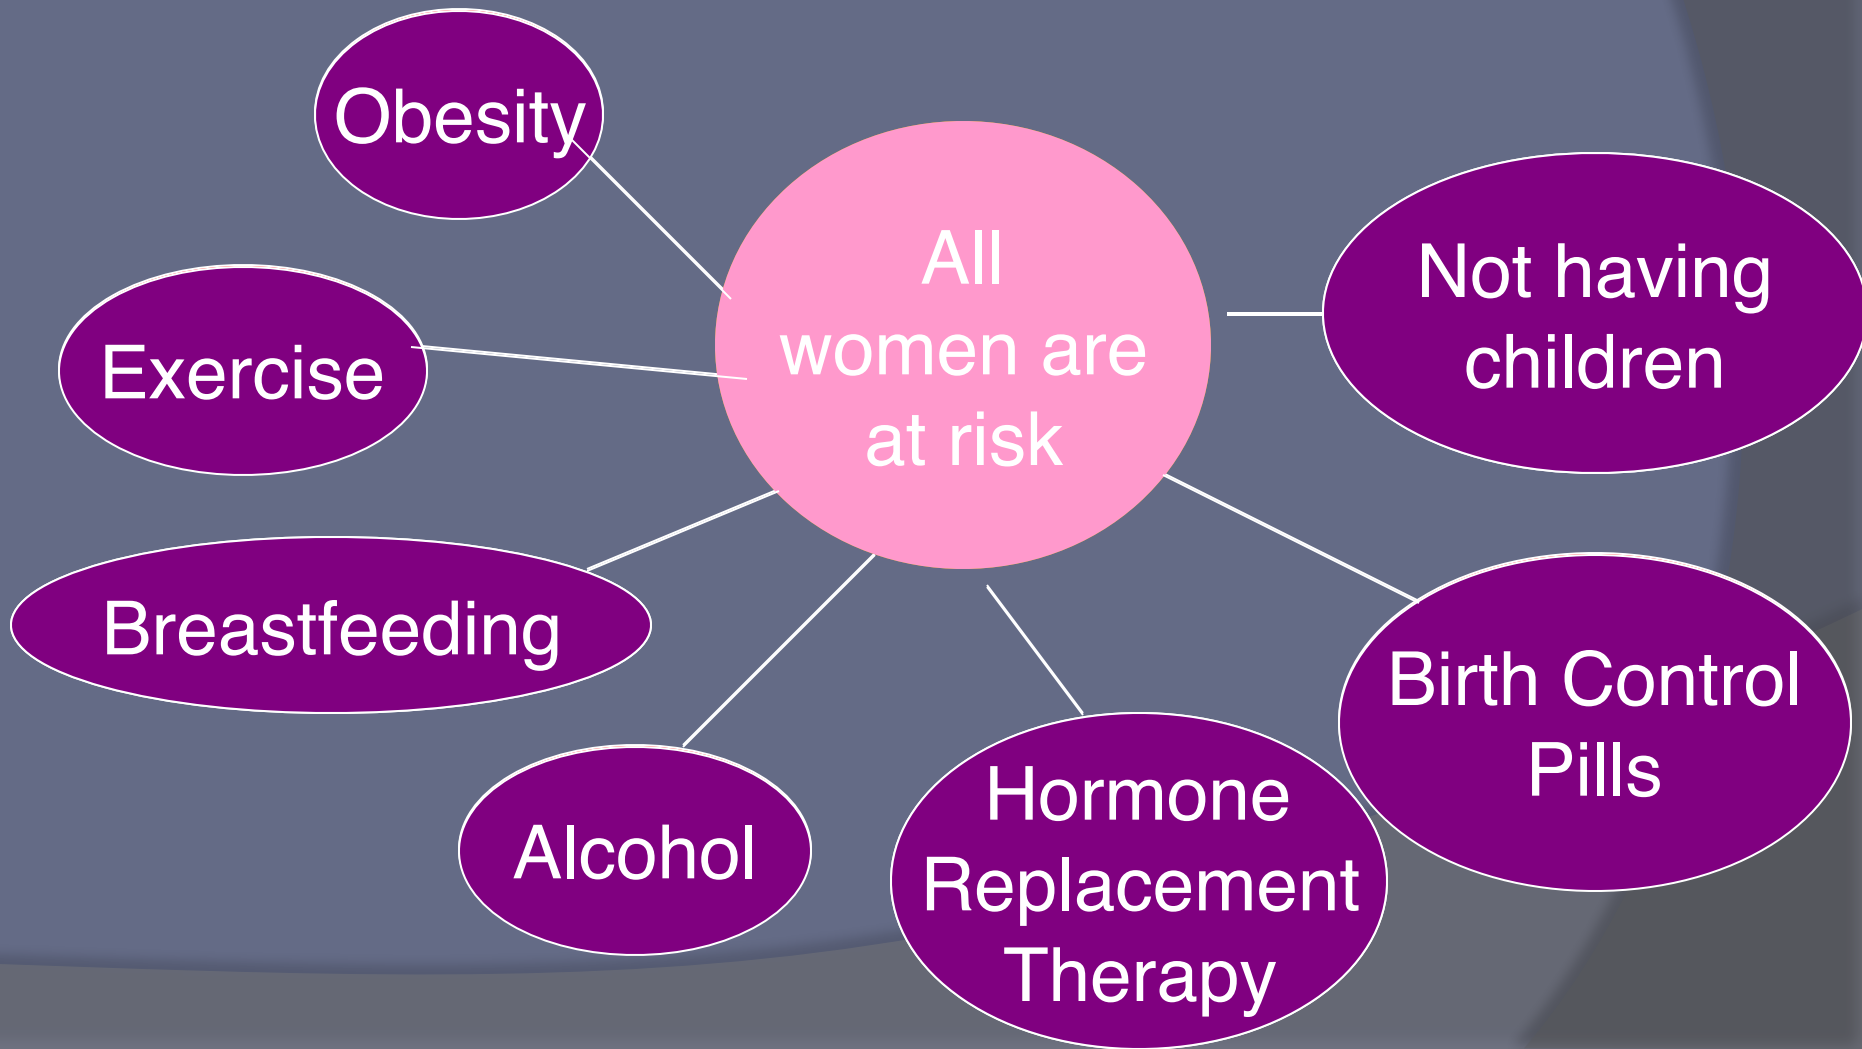 Obesity
All
women are
at risk
Not having
children
Exercise
Breastfeeding
Birth Control
Pills
Alcohol
Hormone
Replacement
Therapy